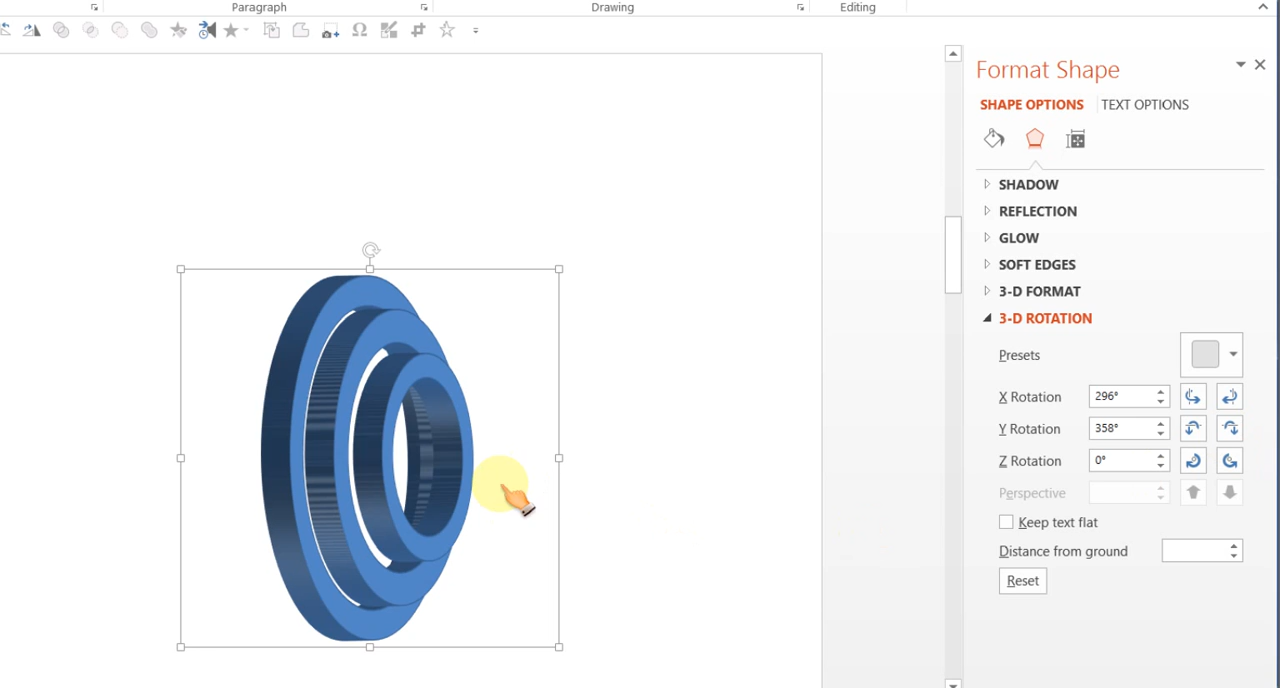 Paragraph
Drawing
Editing
Format Shape
SHAPE OPTIONS
TEXT OPTIONS
SHADOW
REFLECTION
GLOW
SOFT EDGES
3-D FORMAT
3-D ROTATION
Presets
X Rotation 296°
Y Rotation 358°
Z Rotation 0°
Perspective
Keep text flat
Distance from ground
Reset